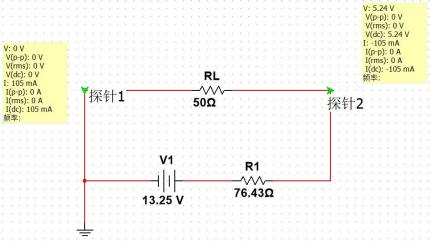 V: 0 V
V(p-p): 0 V
V(rms): 0 V
V(dc): 0 V
I: 105 mA
I(p-p): 0 A
I(rms): 0 A
I(dc): 105 mA
频率:
V: 5.24 V
V(p-p): 0 V
V(rms): 0 V
V(dc): 5.24 V
I: -105 mA
I(p-p): 0 A
I(rms): 0 A
I(dc): -105 mA
频率:
探针1
RL
50Ω
探针2
V1
13.25 V
R1
76.43Ω